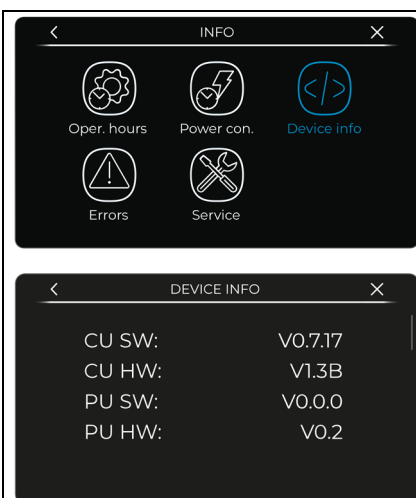 INFO
Oper. hours Power con. Device info
Errors Service
DEVICE INFO
CU SW: V0.7.17
CU HW: V1.3B
PU SW: V0.0.0
PU HW: V0.2